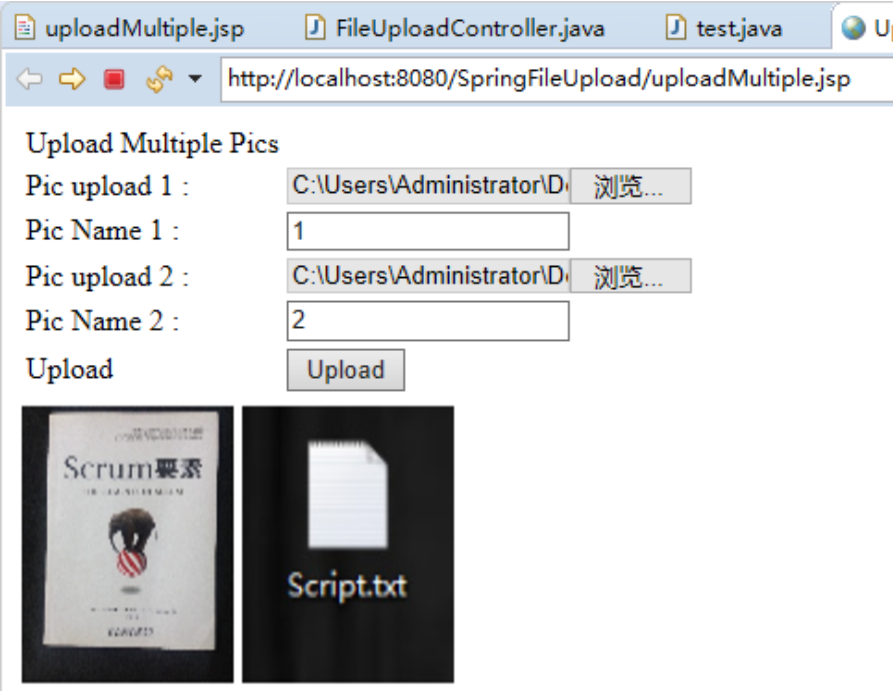 uploadMultiple.jsp FileUploadController.java test.java
http://localhost:8080/SpringFileUpload/uploadMultiple.jsp
Upload Multiple Pics
Pic upload 1 : C:\Users\Administrator\D 浏览...
Pic Name 1 : 1
Pic upload 2 : C:\Users\Administrator\D 浏览...
Pic Name 2 : 2
Upload Upload
Scrum要素
Script.txt